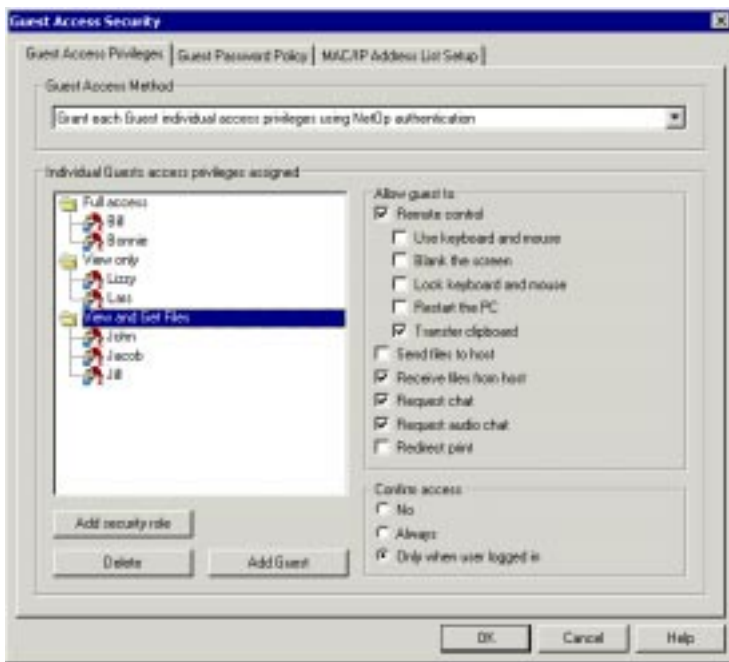 Guest Access Security
Guest Access Privileges
Guest Password Policy
MAC/IP Address List Setup
Guest Access Method
Grant each Guest individual access privileges using NetOp authentication
Individual Guests access privileges assigned
Full access
Bill
Bonnie
View only
Lizzy
Lass
View and Get Files
John
Jacob
Jill
Add security role
Delete
Add Guest
Allow guest to
Remote control
Use keyboard and mouse
Blank the screen
Lock keyboard and mouse
Restart the PC
Transfer clipboard
Send files to host
Receive files from host
Request chat
Request audio chat
Redirect print
Confirm access
No
Always
Only when user logged in
OK
Cancel
Help